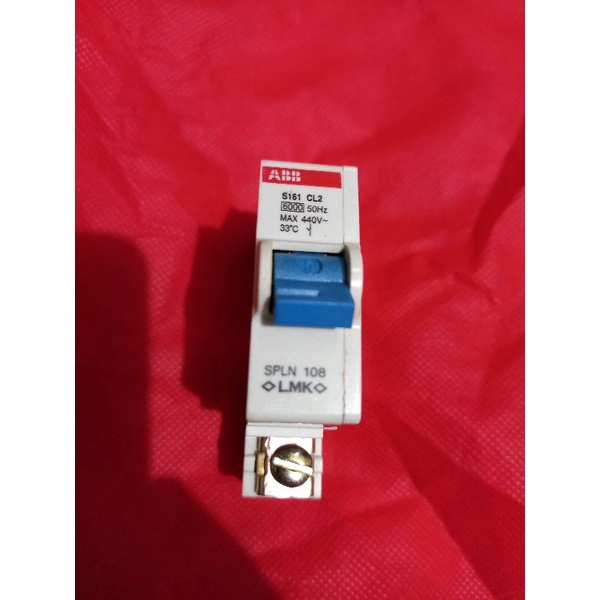 ABB
S161 CL2
6000 50Hz
MAX 440V~
33°C
SPLN 108
◇LMK◇